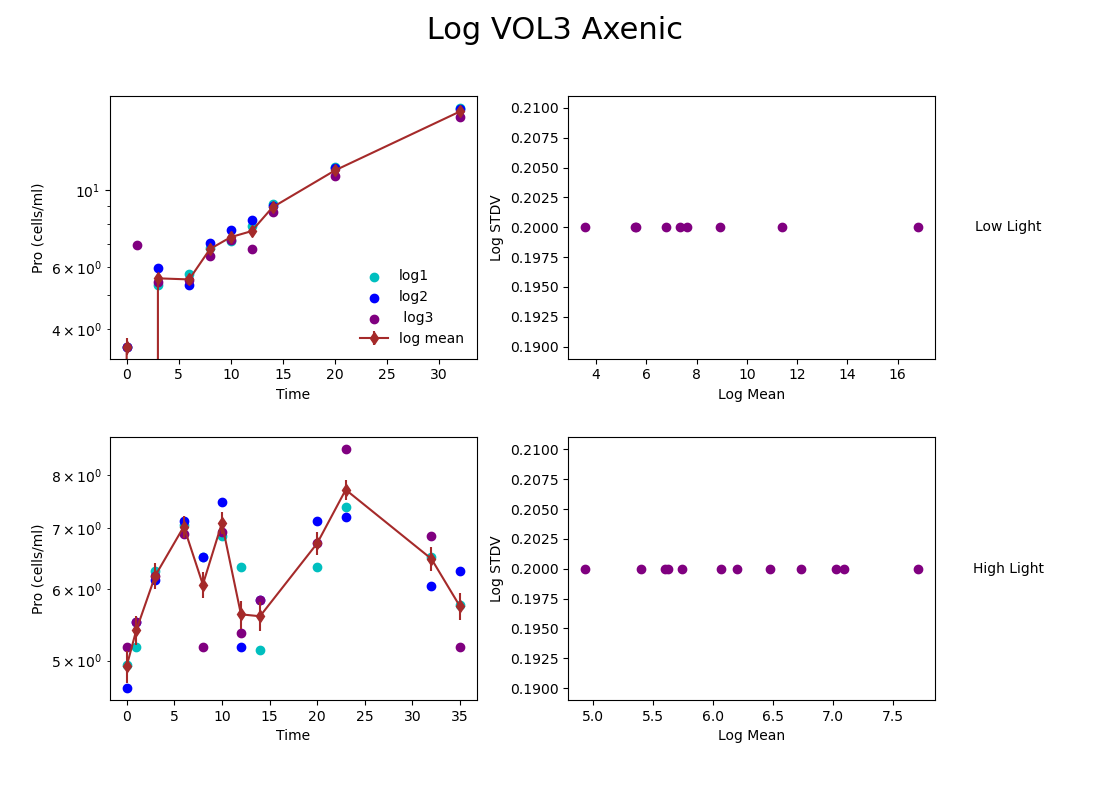 Log VOL3 Axenic
Pro (cells/ml)
10^1
6 × 10^0
4 × 10^0
log1
log2
log3
log mean
0 5 10 15 20 25 30
Time
Log STDV
0.2100
0.2075
0.2050
0.2025
0.2000
0.1975
0.1950
0.1925
0.1900
4 6 8 10 12 14 16
Log Mean
Low Light
Pro (cells/ml)
8 × 10^0
7 × 10^0
6 × 10^0
5 × 10^0
0 5 10 15 20 25 30 35
Time
Log STDV
0.2100
0.2075
0.2050
0.2025
0.2000
0.1975
0.1950
0.1925
0.1900
5.0 5.5 6.0 6.5 7.0 7.5
Log Mean
High Light